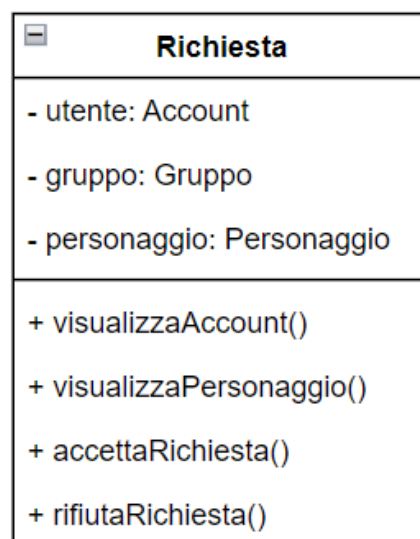 Richiesta
- utente: Account
- gruppo: Gruppo
- personaggio: Personaggio
+ visualizzaAccount()
+ visualizzaPersonaggio()
+ accettaRichiesta()
+ rifiutaRichiesta()